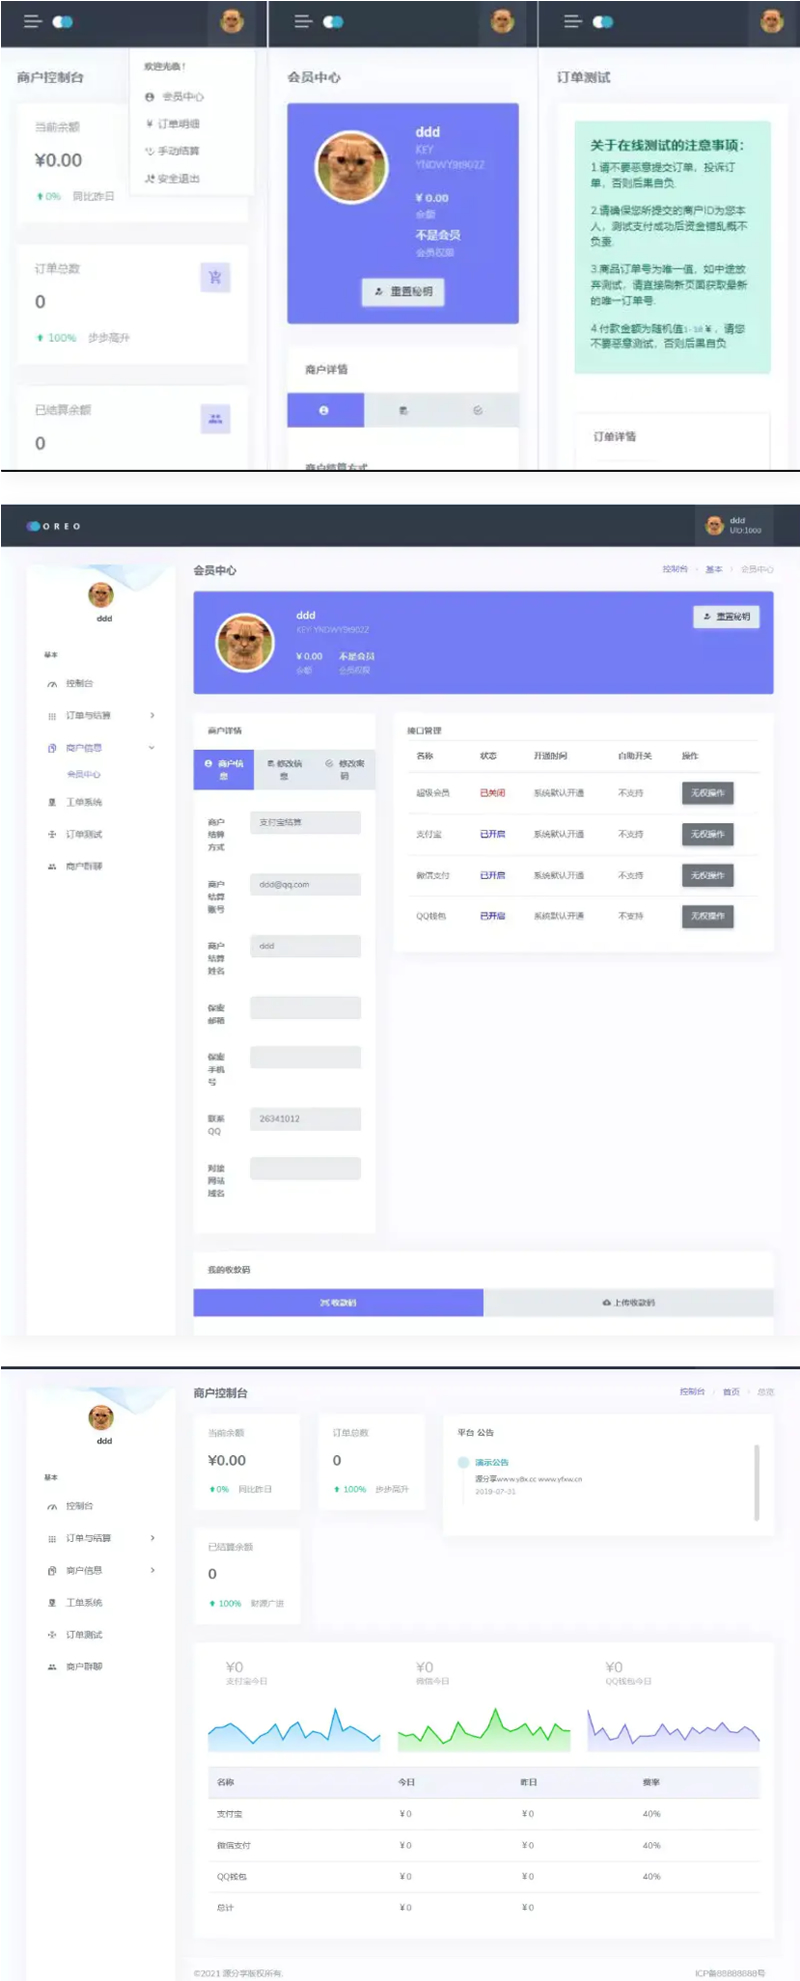 商户控制台
欢迎光临！
会员中心
¥ 订单明细
手动结算
安全退出
当前余额
¥0.00
0% 同比昨日
订单总数
0
100% 步步高升
已结算余额
0
会员中心
ddd
KEY
¥ 0.00
余额
不是会员
会员权限
重置秘钥
商户详情
商户结算方式
订单测试
关于在线测试的注意事项：
1.请不要恶意提交订单，投诉订
单，否则后果自负
2.请确保您所提交的商户ID为您本
人，测试支付成功后资金错乱概不
负责.
3.商品订单号为唯一值，如中途放
弃测试，请直接刷新页面获取最新
的唯一订单号.
4.付款金额为随机值1-10￥，请您
不要恶意测试，否则后果自负
订单详情
OREO
ddd
UID:1000
ddd
基本
控制台
订单与结算
商户信息
会员中心
工单系统
订单测试
商户群聊
会员中心
控制台 基本 会员中心
ddd
¥ 0.00 不是会员
余额 会员权限
重置秘钥
商户详情
商户信
息
修改信
息
修改密
码
商户
结算
方式
支付宝结算
商户
结算
账号
ddd@qq.com
商户
结算
姓名
ddd
保密
邮箱
保密
手机
号
联系
QQ
26341012
对接
网站
域名
接口管理
名称 状态 开通时间 自助开关 操作
超级会员 已关闭 系统默认开通 不支持 无权操作
支付宝 已开启 系统默认开通 不支持 无权操作
微信支付 已开启 系统默认开通 不支持 无权操作
QQ钱包 已开启 系统默认开通 不支持 无权操作
我的收款码
收款码
上传收款码
ddd
基本
控制台
订单与结算
商户信息
工单系统
订单测试
商户群聊
商户控制台
控制台 / 首页 总览
当前余额
¥0.00
0% 同比昨日
订单总数
0
100% 步步高升
已结算余额
0
100% 财源广进
平台 公告
演示公告
源分享www.y8x.cc www.yfxw.cn
2019-07-31
¥0
支付宝今日
¥0
微信今日
¥0
QQ钱包今日
名称 今日 昨日 费率
支付宝 ¥0 ¥0 40%
微信支付 ¥0 ¥0 40%
QQ钱包 ¥0 ¥0 40%
总计 ¥0 ¥0
©2021 源分享版权所有.
ICP备88888888号